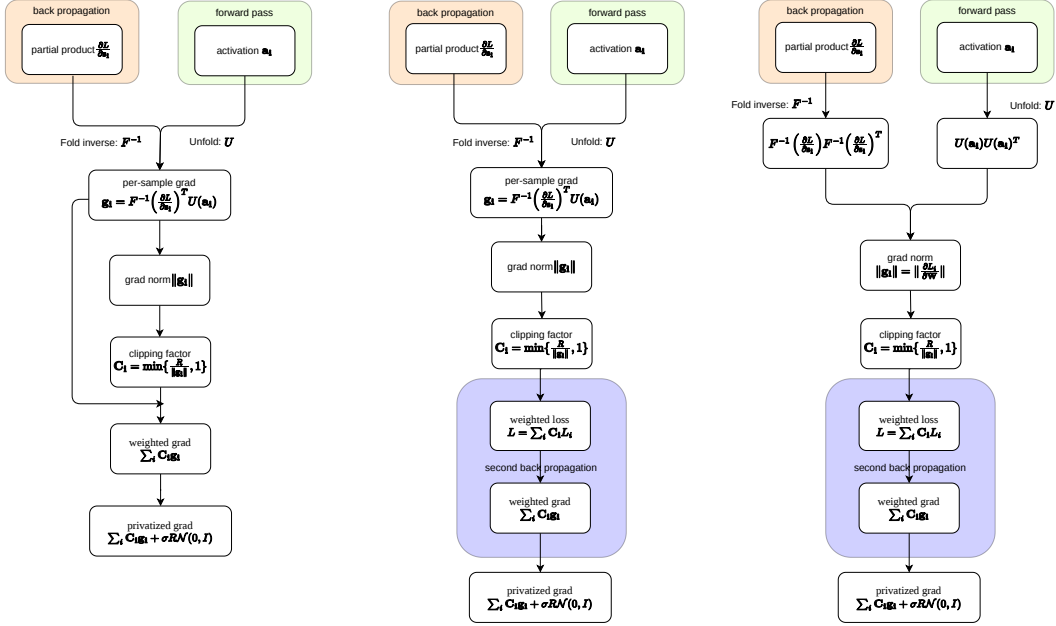 back propagation
partial product ∂L/∂s_i
forward pass
activation a_i
Fold inverse: F^{-1}
Unfold: U
per-sample grad
g_i = F^{-1}(∂L/∂s_i)^T U(a_i)
grad norm ‖g_i‖
clipping factor
C_i = min{R/‖g_i‖, 1}
weighted grad
∑_i C_i g_i
privatized grad
∑_i C_i g_i + σR𝒩(0, I)
back propagation
partial product ∂L/∂s_i
forward pass
activation a_i
Fold inverse: F^{-1}
Unfold: U
per-sample grad
g_i = F^{-1}(∂L/∂s_i)^T U(a_i)
grad norm ‖g_i‖
clipping factor
C_i = min{R/‖g_i‖, 1}
weighted loss
L = ∑_i C_i L_i
second back propagation
weighted grad
∑_i C_i g_i
privatized grad
∑_i C_i g_i + σR𝒩(0, I)
back propagation
partial product ∂L/∂s_i
forward pass
activation a_i
Fold inverse: F^{-1}
Unfold: U
F^{-1}(∂L/∂s_i) F^{-1}(∂L/∂s_i)^T
U(a_i)U(a_i)^T
grad norm
‖g_i‖ = ‖∂L_i/∂W‖
clipping factor
C_i = min{R/‖g_i‖, 1}
weighted loss
L = ∑_i C_i L_i
second back propagation
weighted grad
∑_i C_i g_i
privatized grad
∑_i C_i g_i + σR𝒩(0, I)